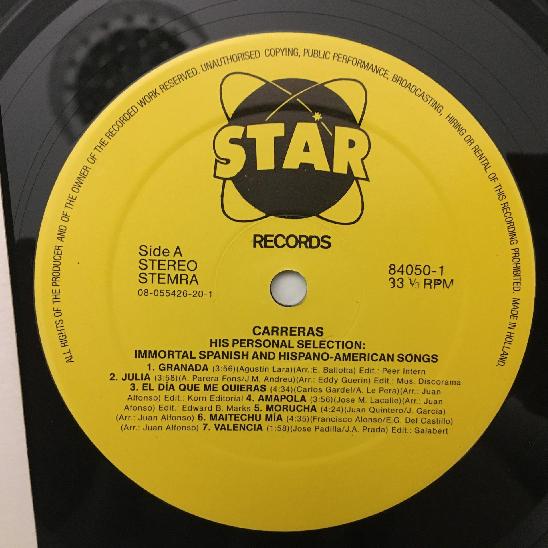 ALL RIGHTS OF THE PRODUCER AND OF THE OWNER OF THE RECORDED WORK RESERVED. UNAUTHORISED COPYING, PUBLIC PERFORMANCE, BROADCASTING, HIRING OR RENTAL OF THIS RECORDING PROHIBITED. MADE IN HOLLAND.
STAR
RECORDS
Side A
STEREO
STEMRA
08-055426-20-1
84050-1
33 ⅓ RPM
CARRERAS
HIS PERSONAL SELECTION:
IMMORTAL SPANISH AND HISPANO-AMERICAN SONGS
1. GRANADA (3:56)(Agustin Lara)(Arr.: E. Ballotta) Edit: Peer Intern
2. JULIA (3:58)(A. Parera Fons/J.M. Andreu)(Arr.: Eddy Guerin) Edit.: Mus. Discorama
3. EL DÍA QUE ME QUIERAS (4:34)(Carlos Gardel/A. Le Pera)(Arr.: Juan
Alfonso) Edit.: Korn Editorial) 4. AMAPOLA (3:56)(Jose M. Lacalle)(Arr.: Juan
Alfonso) Edit.: Edward B. Marks 5. MORUCHA (4:24)(Juan Quintero/J. Garcia)
(Arr.: Juan Alfonso) 6. MAITECHU MÍA (4:35)(Francisco Alonso/E.G. Del Castillo)
(Arr.: Juan Alfonso) 7. VALENCIA (1:58)(Jose Padilla/J.A. Prada) Edit.: Salabert